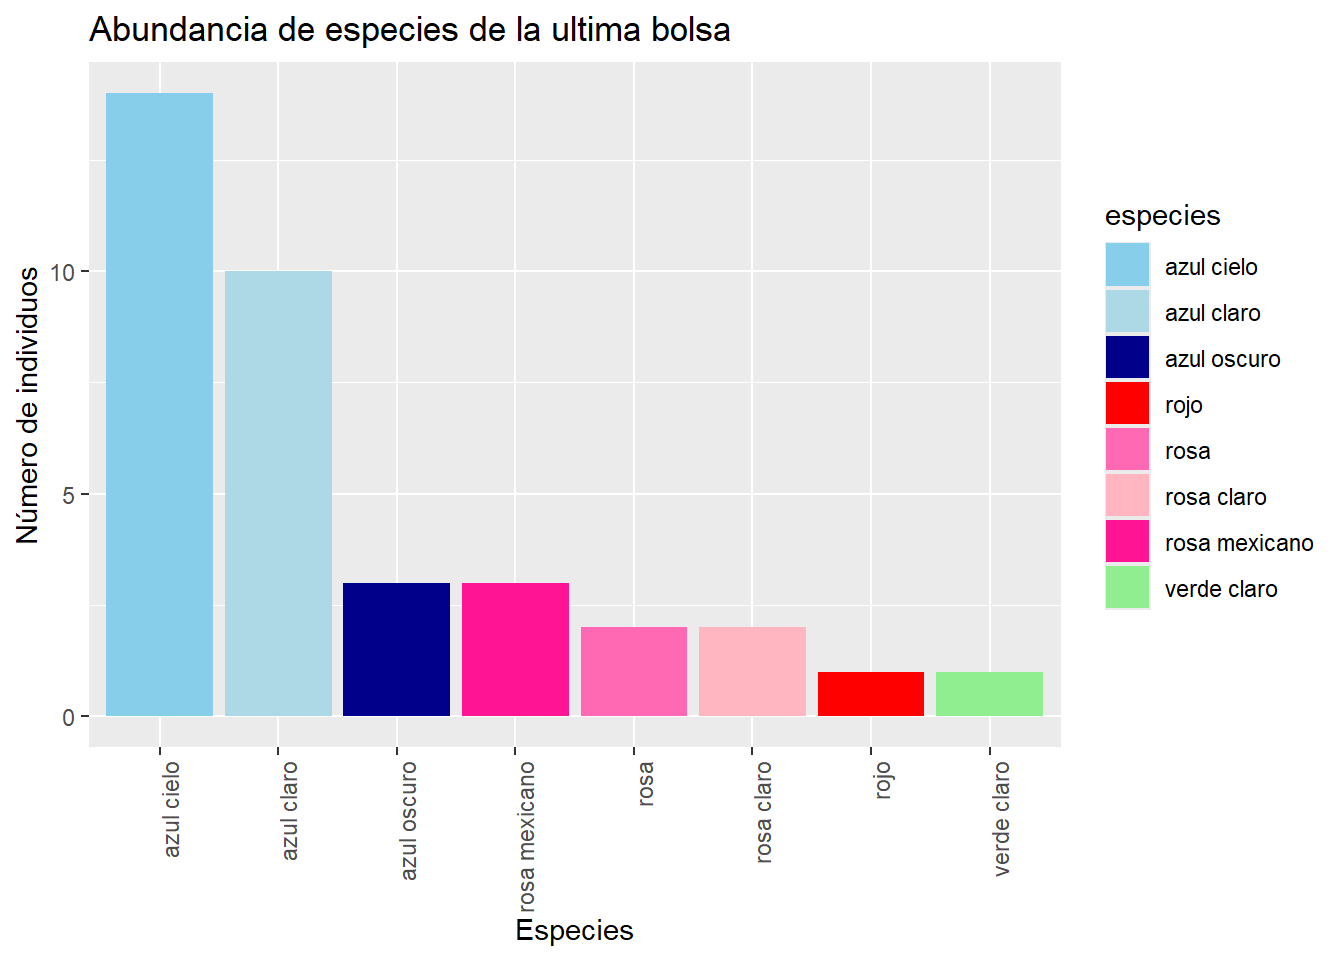 Abundancia de especies de la ultima bolsa
Número de individuos
10
5
0
azul cielo
azul claro
azul oscuro
rosa mexicano
rosa
rosa claro
rojo
verde claro
Especies
especies
azul cielo
azul claro
azul oscuro
rojo
rosa
rosa claro
rosa mexicano
verde claro